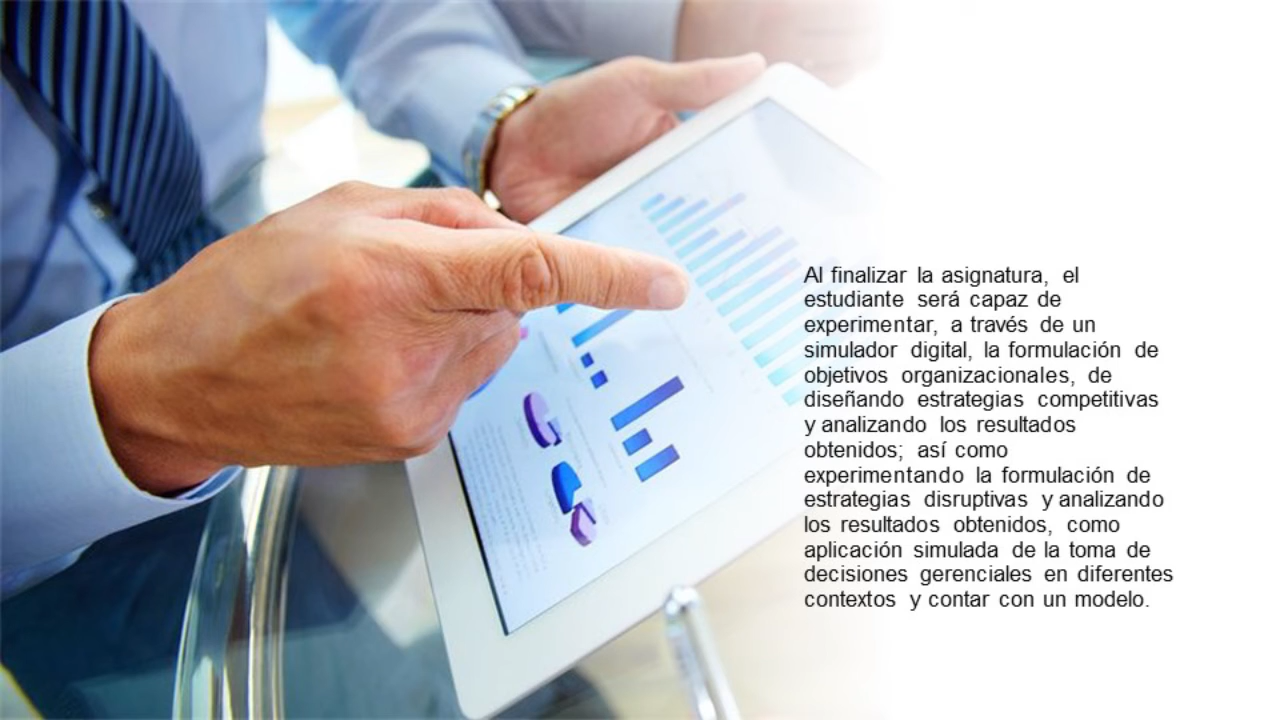 Al finalizar la asignatura, el
estudiante será capaz de
experimentar, a través de un
simulador digital, la formulación de
objetivos organizacionales, de
diseñando estrategias competitivas
y analizando los resultados
obtenidos; así como
experimentando la formulación de
estrategias disruptivas y analizando
los resultados obtenidos, como
aplicación simulada de la toma de
decisiones gerenciales en diferentes
contextos y contar con un modelo.